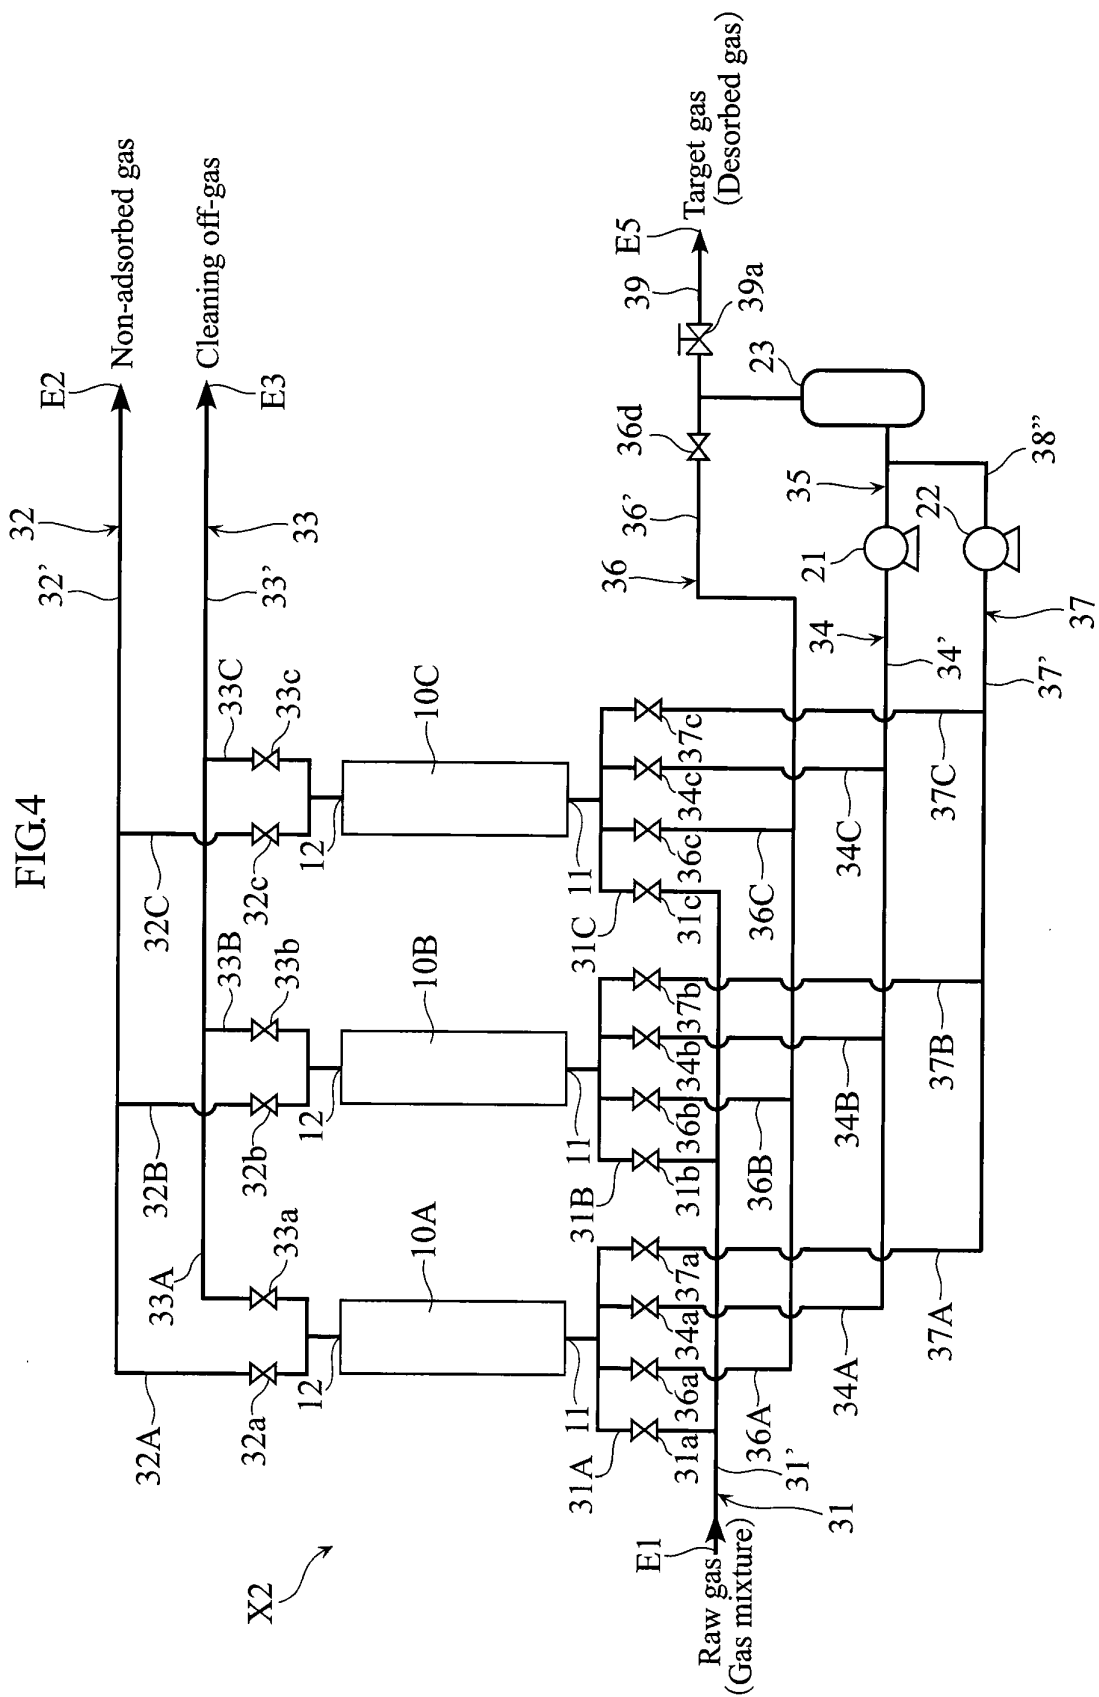 FIG.4
X2
32A
32B
32C
32'
32
E2
Non-adsorbed gas
33A
33B
33C
33'
33
E3
Cleaning off-gas
32a
33a
32b
33b
32c
33c
12
12
12
10A
10B
10C
11
11
11
31A
31B
31C
31a
36a
34a
37a
31b
36b
34b
37b
31c
36c
34c
37c
E1
Raw gas
(Gas mixture)
31
31'
36A
36B
36C
34A
34B
34C
37A
37B
37C
36
36'
36d
39
39a
E5
Target gas
(Desorbed gas)
23
34
34'
21
35
37'
37
22
38'''